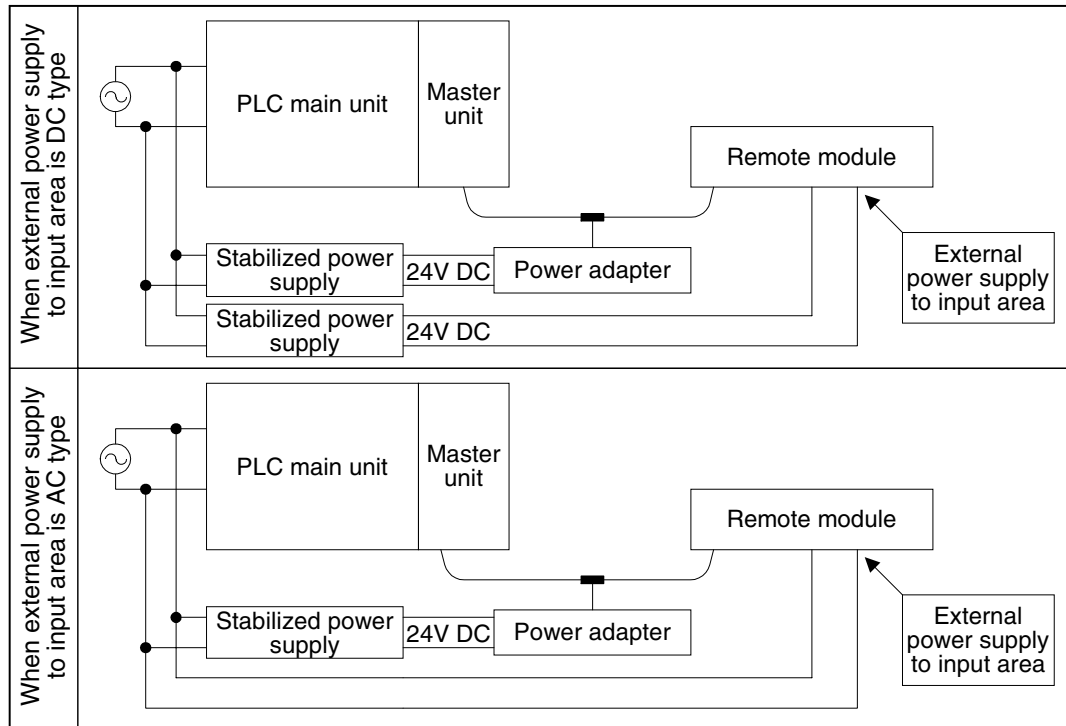 When external power supply
to input area is DC type
PLC main unit
Master
unit
Remote module
Stabilized power
supply
24V DC
Power adapter
External
power supply
to input area
Stabilized power
supply
24V DC
When external power supply
to input area is AC type
PLC main unit
Master
unit
Remote module
Stabilized power
supply
24V DC
Power adapter
External
power supply
to input area